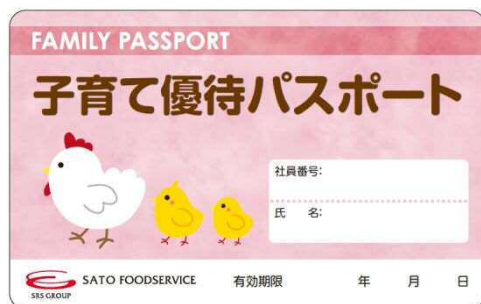 FAMILY PASSPORT
子育て優待パスポート
社員番号:
氏　名:
SRS GROUP
SATO FOODSERVICE
有効期限　年　月　日